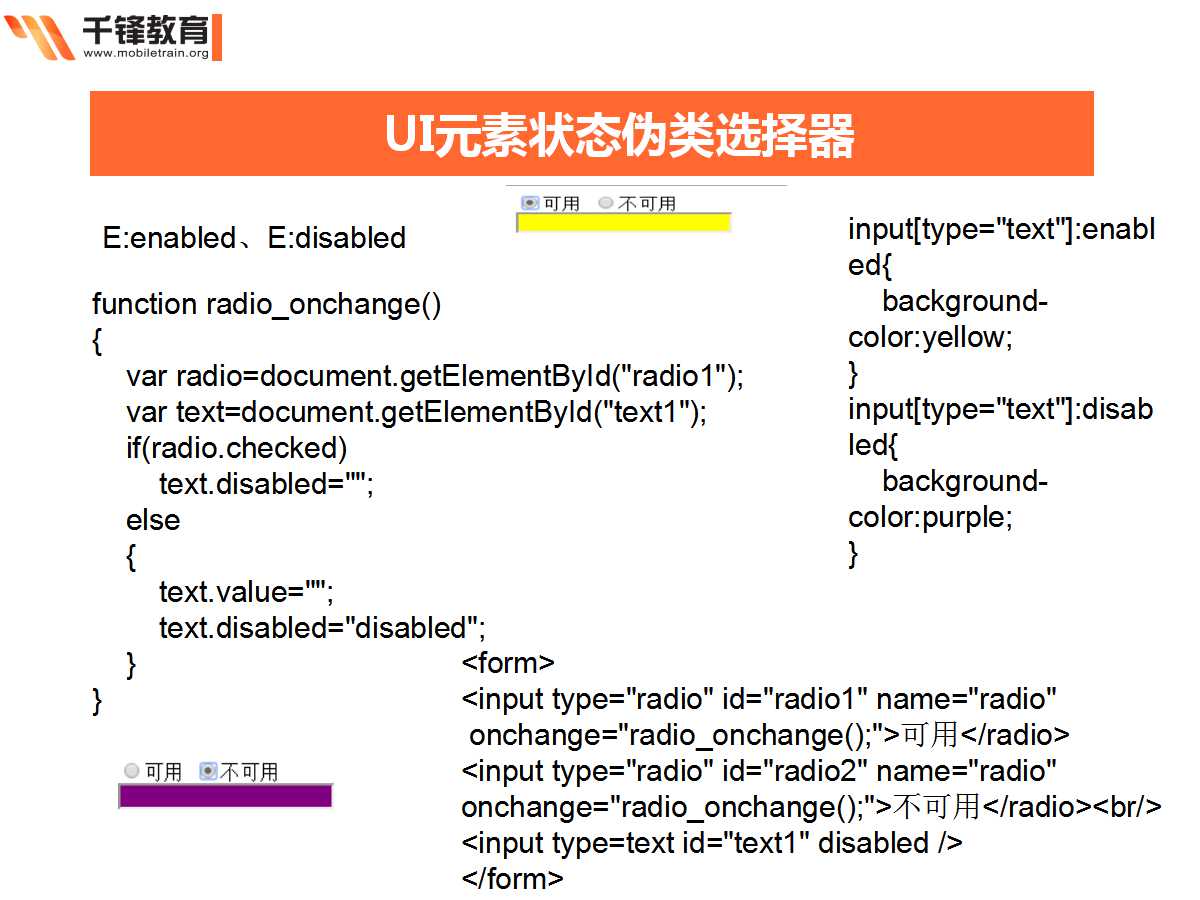 千锋教育
www.mobiletrain.org
UI元素状态伪类选择器
可用 不可用
E:enabled、E:disabled
function radio_onchange()
{
var radio=document.getElementById("radio1");
var text=document.getElementById("text1");
if(radio.checked)
text.disabled="";
else
{
text.value="";
text.disabled="disabled";
}
}
input[type="text"]:enabl
ed{
background-
color:yellow;
}
input[type="text"]:disab
led{
background-
color:purple;
}
<form>
<input type="radio" id="radio1" name="radio"
onchange="radio_onchange();">可用</radio>
<input type="radio" id="radio2" name="radio"
onchange="radio_onchange();">不可用</radio><br/>
<input type=text id="text1" disabled />
</form>
可用 不可用